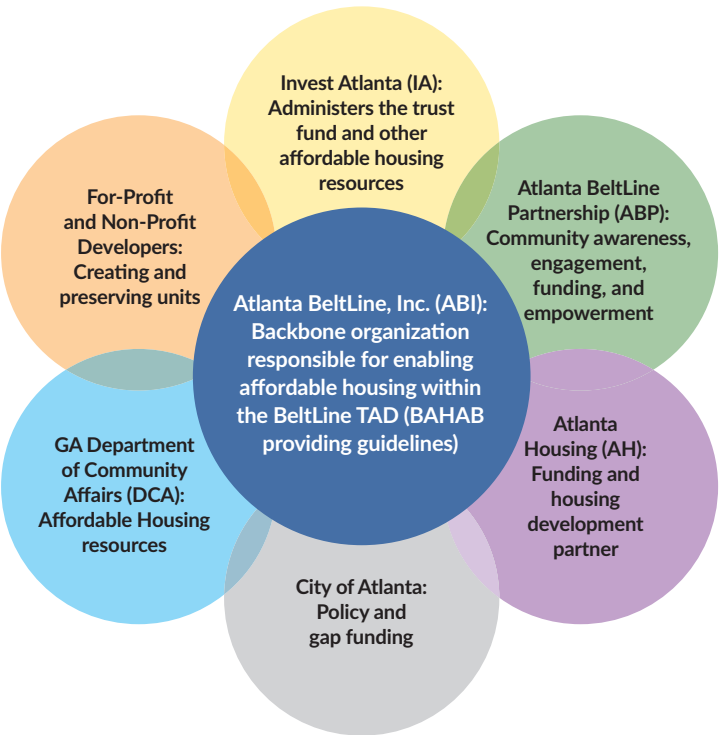 Invest Atlanta (IA):
Administers the trust
fund and other
affordable housing
resources
Atlanta BeltLine
Partnership (ABP):
Community awareness,
engagement,
funding, and
empowerment
For-Profit
and Non-Profit
Developers:
Creating and
preserving units
Atlanta BeltLine, Inc. (ABI):
Backbone organization
responsible for enabling
affordable housing within
the BeltLine TAD (BAHAB
providing guidelines)
Atlanta
Housing (AH):
Funding and
housing
development
partner
GA Department
of Community
Affairs (DCA):
Affordable Housing
resources
City of Atlanta:
Policy and
gap funding